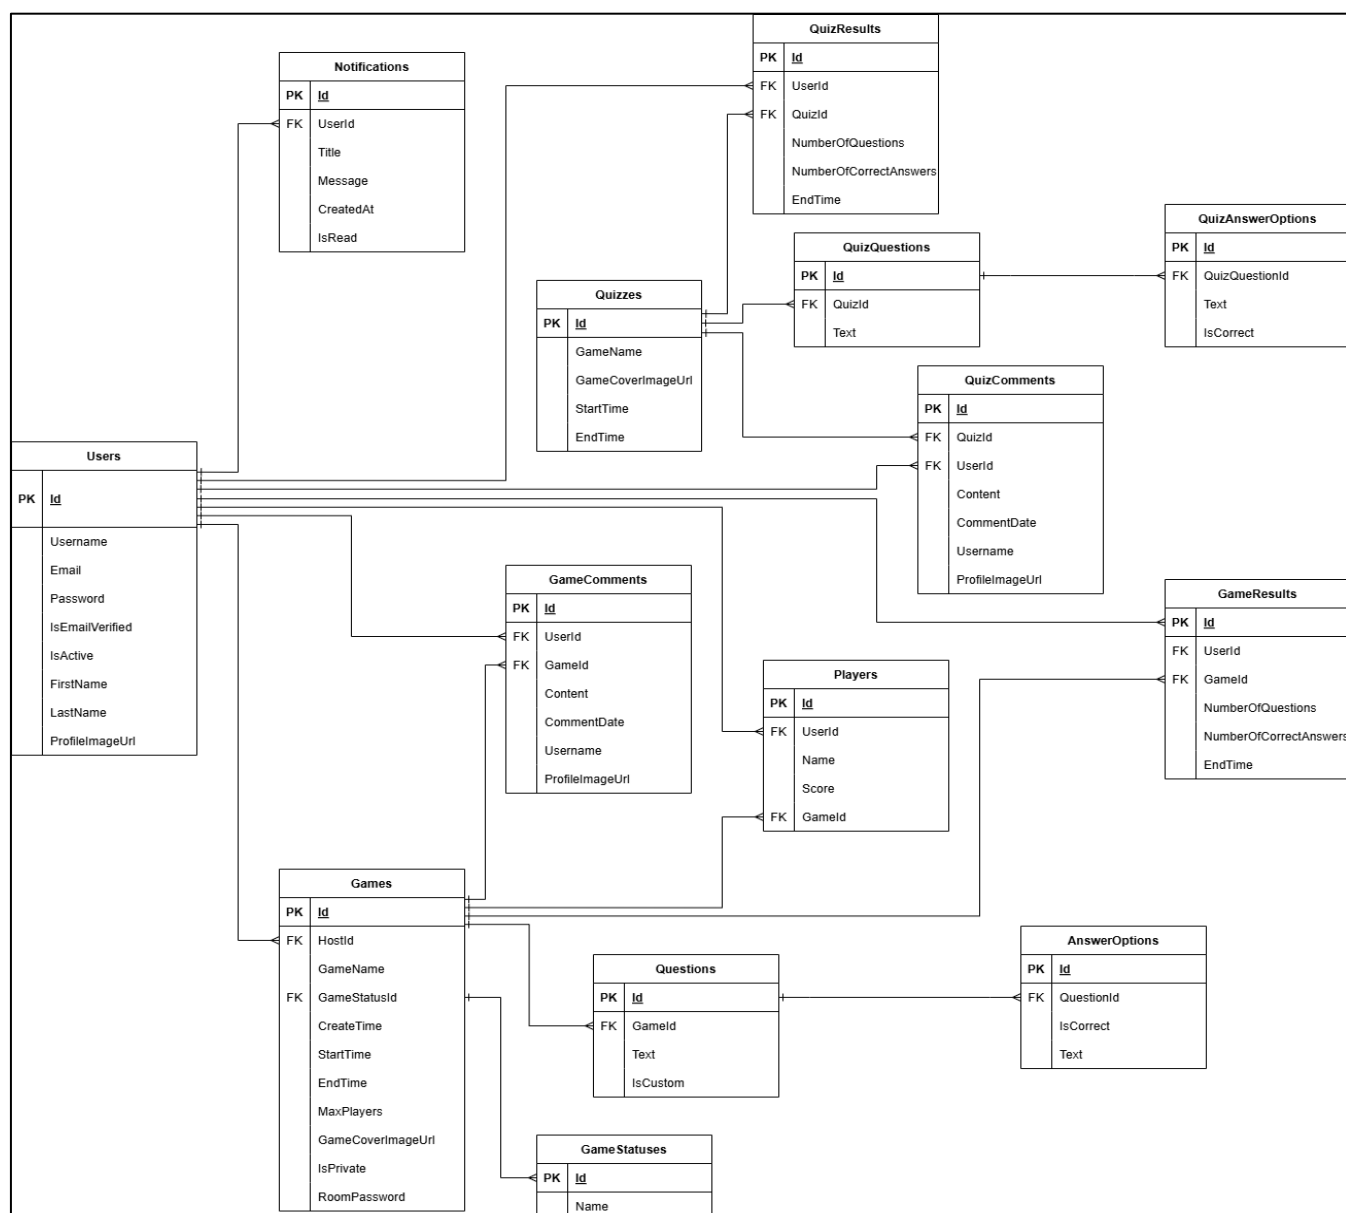 QuizResults
PK Id
FK UserId
FK QuizId
NumberOfQuestions
NumberOfCorrectAnswers
EndTime
Notifications
PK Id
FK UserId
Title
Message
CreatedAt
IsRead
QuizAnswerOptions
PK Id
FK QuizQuestionId
Text
IsCorrect
QuizQuestions
PK Id
FK QuizId
Text
Quizzes
PK Id
GameName
GameCoverImageUrl
StartTime
EndTime
QuizComments
PK Id
FK QuizId
FK UserId
Content
CommentDate
Username
ProfileImageUrl
Users
PK Id
Username
Email
Password
IsEmailVerified
IsActive
FirstName
LastName
ProfileImageUrl
GameComments
PK Id
FK UserId
FK GameId
Content
CommentDate
Username
ProfileImageUrl
GameResults
PK Id
FK UserId
FK GameId
NumberOfQuestions
NumberOfCorrectAnswers
EndTime
Players
PK Id
FK UserId
Name
Score
FK GameId
Games
PK Id
FK HostId
GameName
FK GameStatusId
CreateTime
StartTime
EndTime
MaxPlayers
GameCoverImageUrl
IsPrivate
RoomPassword
Questions
PK Id
FK GameId
Text
IsCustom
AnswerOptions
PK Id
FK QuestionId
IsCorrect
Text
GameStatuses
PK Id
Name